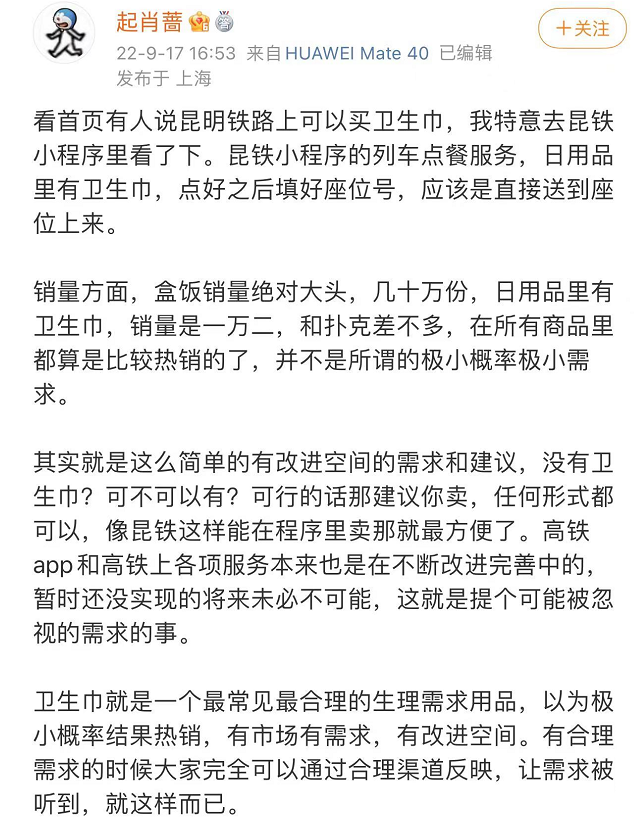 起肖蔷
+关注
22-9-17 16:53 来自HUAWEI Mate 40 已编辑
发布于 上海
看首页有人说昆明铁路上可以买卫生巾，我特意去昆铁
小程序里看了下。昆铁小程序的列车点餐服务，日用品
里有卫生巾，点好之后填好座位号，应该是直接送到座
位上来。
销量方面，盒饭销量绝对大头，几十万份，日用品里有
卫生巾，销量是一万二，和扑克差不多，在所有商品里
都算是比较热销的了，并不是所谓的极小概率极小需
求。
其实就是这么简单的有改进空间的需求和建议，没有卫
生巾？可不可以有？可行的话那建议你卖，任何形式都
可以，像昆铁这样能在程序里卖那就最方便了。高铁
app和高铁上各项服务本来也是在不断改进完善中的，
暂时还没实现的将来未必不可能，这就是提个可能被忽
视的需求的事。
卫生巾就是一个最常见最合理的生理需求用品，以为极
小概率结果热销，有市场有需求，有改进空间。有合理
需求的时候大家完全可以通过合理渠道反映，让需求被
听到，就这样而已。